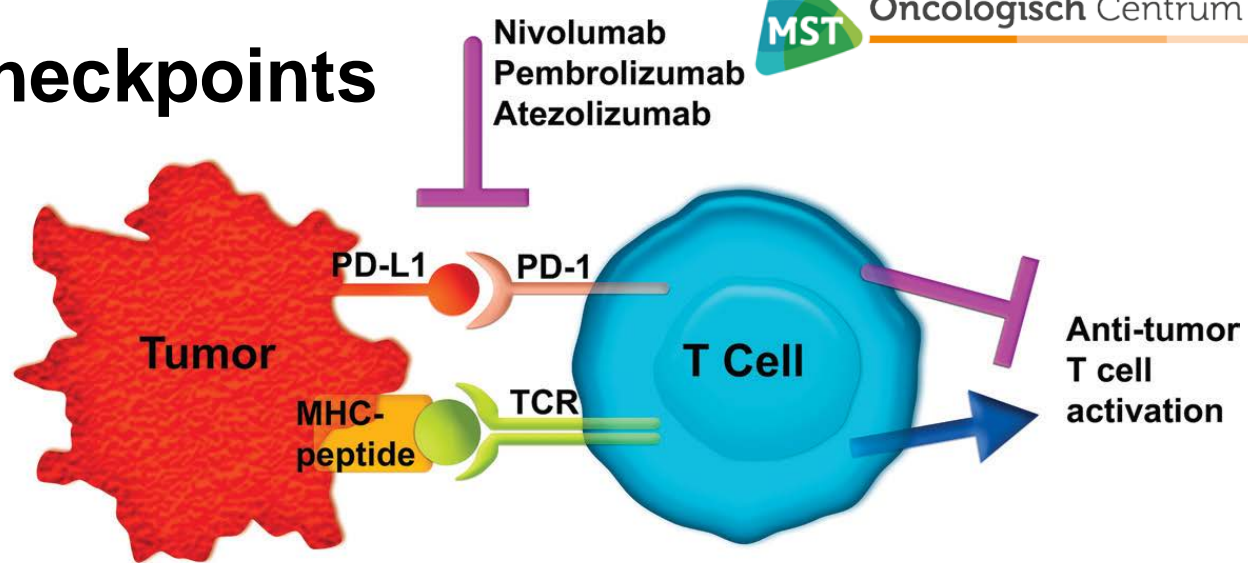 Oncologisch Centrum
MST
heckpoints
Nivolumab
Pembrolizumab
Atezolizumab
PD-L1
PD-1
Tumor
T Cell
MHC-
peptide
TCR
Anti-tumor
T cell
activation